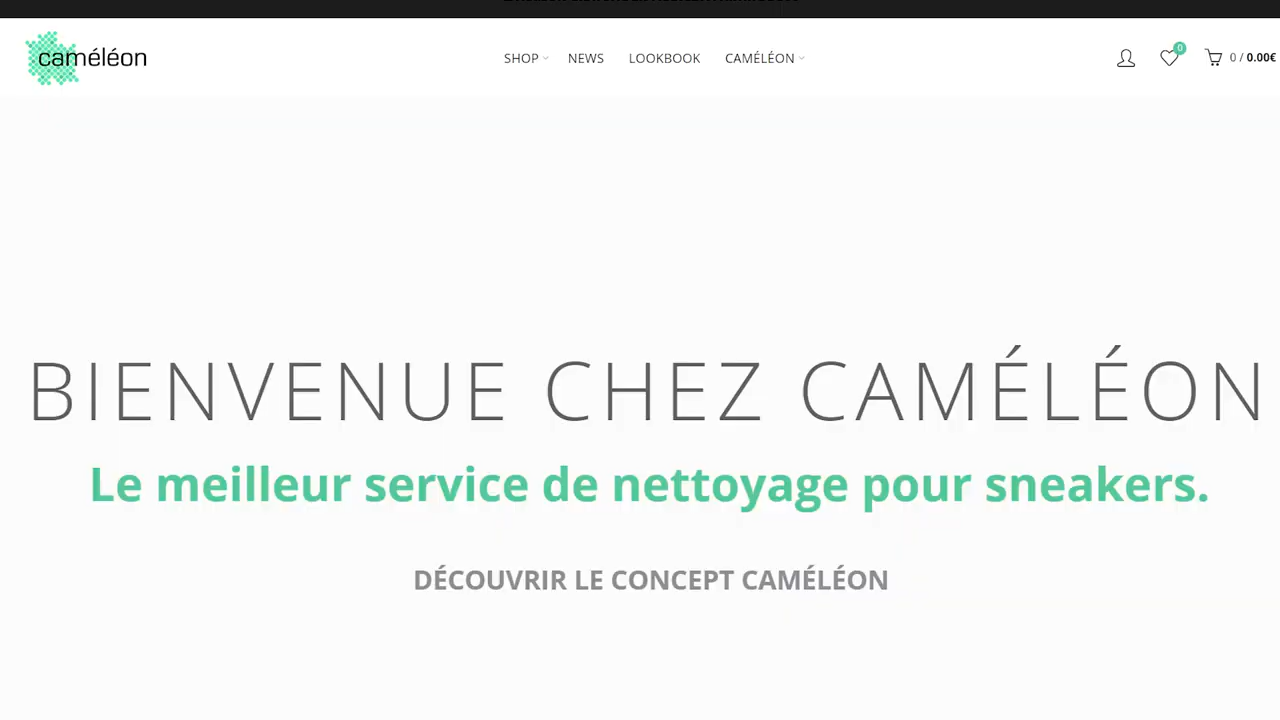 caméléon
SHOP NEWS LOOKBOOK CAMÉLÉON
0
0 / 0.00€
BIENVENUE CHEZ CAMÉLÉON
Le meilleur service de nettoyage pour sneakers.
DÉCOUVRIR LE CONCEPT CAMÉLÉON